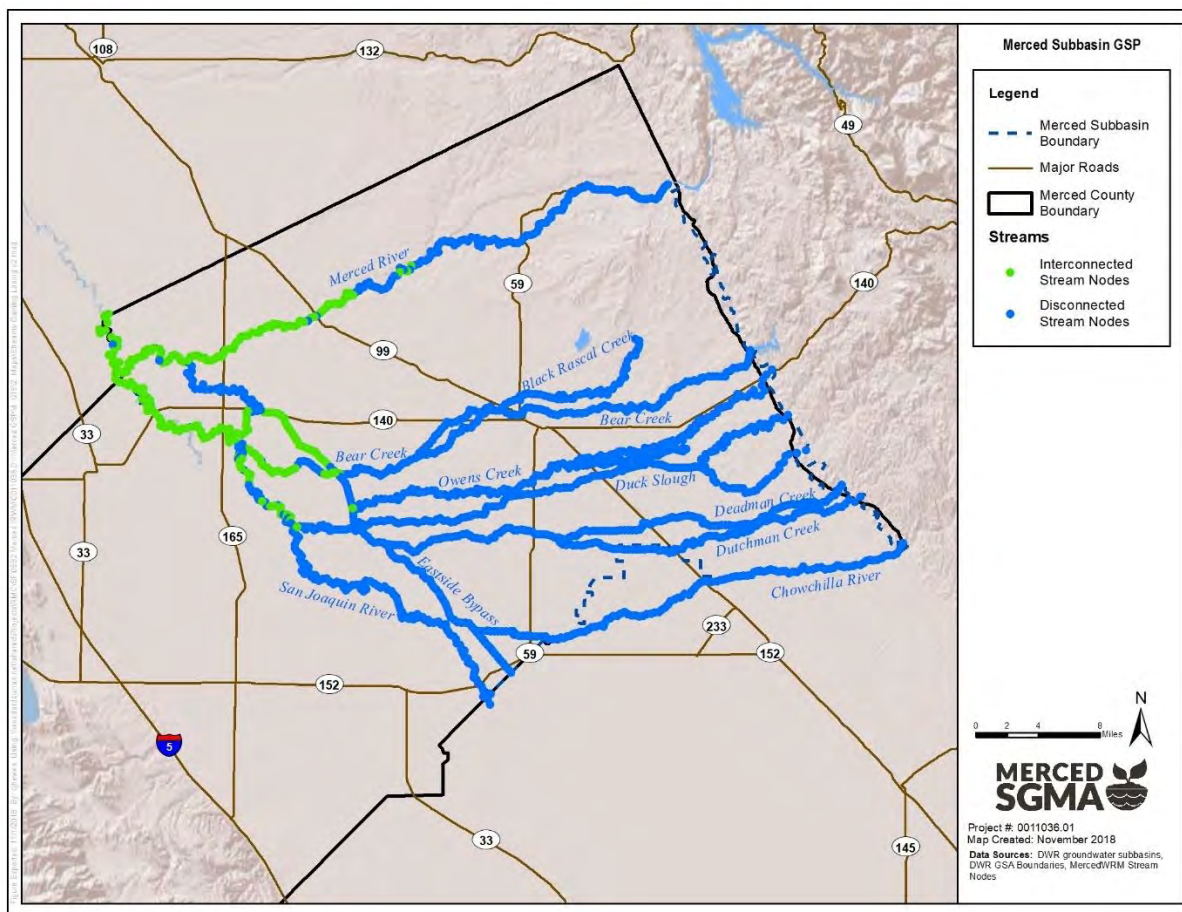 Merced Subbasin GSP
Legend
Merced Subbasin
Boundary
Major Roads
Merced County
Boundary
Streams
Interconnected
Stream Nodes
Disconnected
Stream Nodes
108
132
49
Merced River
59
140
99
Black Rascal Creek
33
140
Bear Creek
Bear Creek
Owens Creek
Duck Slough
165
33
Deadman Creek
Dutchman Creek
Eastside Bypass
San Joaquin River
Chowchilla River
233
59
152
152
5
33
145
N
0 2 4 8
Miles
MERCED
SGMA
Project #: 0011036.01
Map Created: November 2018
Data Sources: DWR groundwater subbasins,
DWR GSA Boundaries, MercedWRM Stream
Nodes